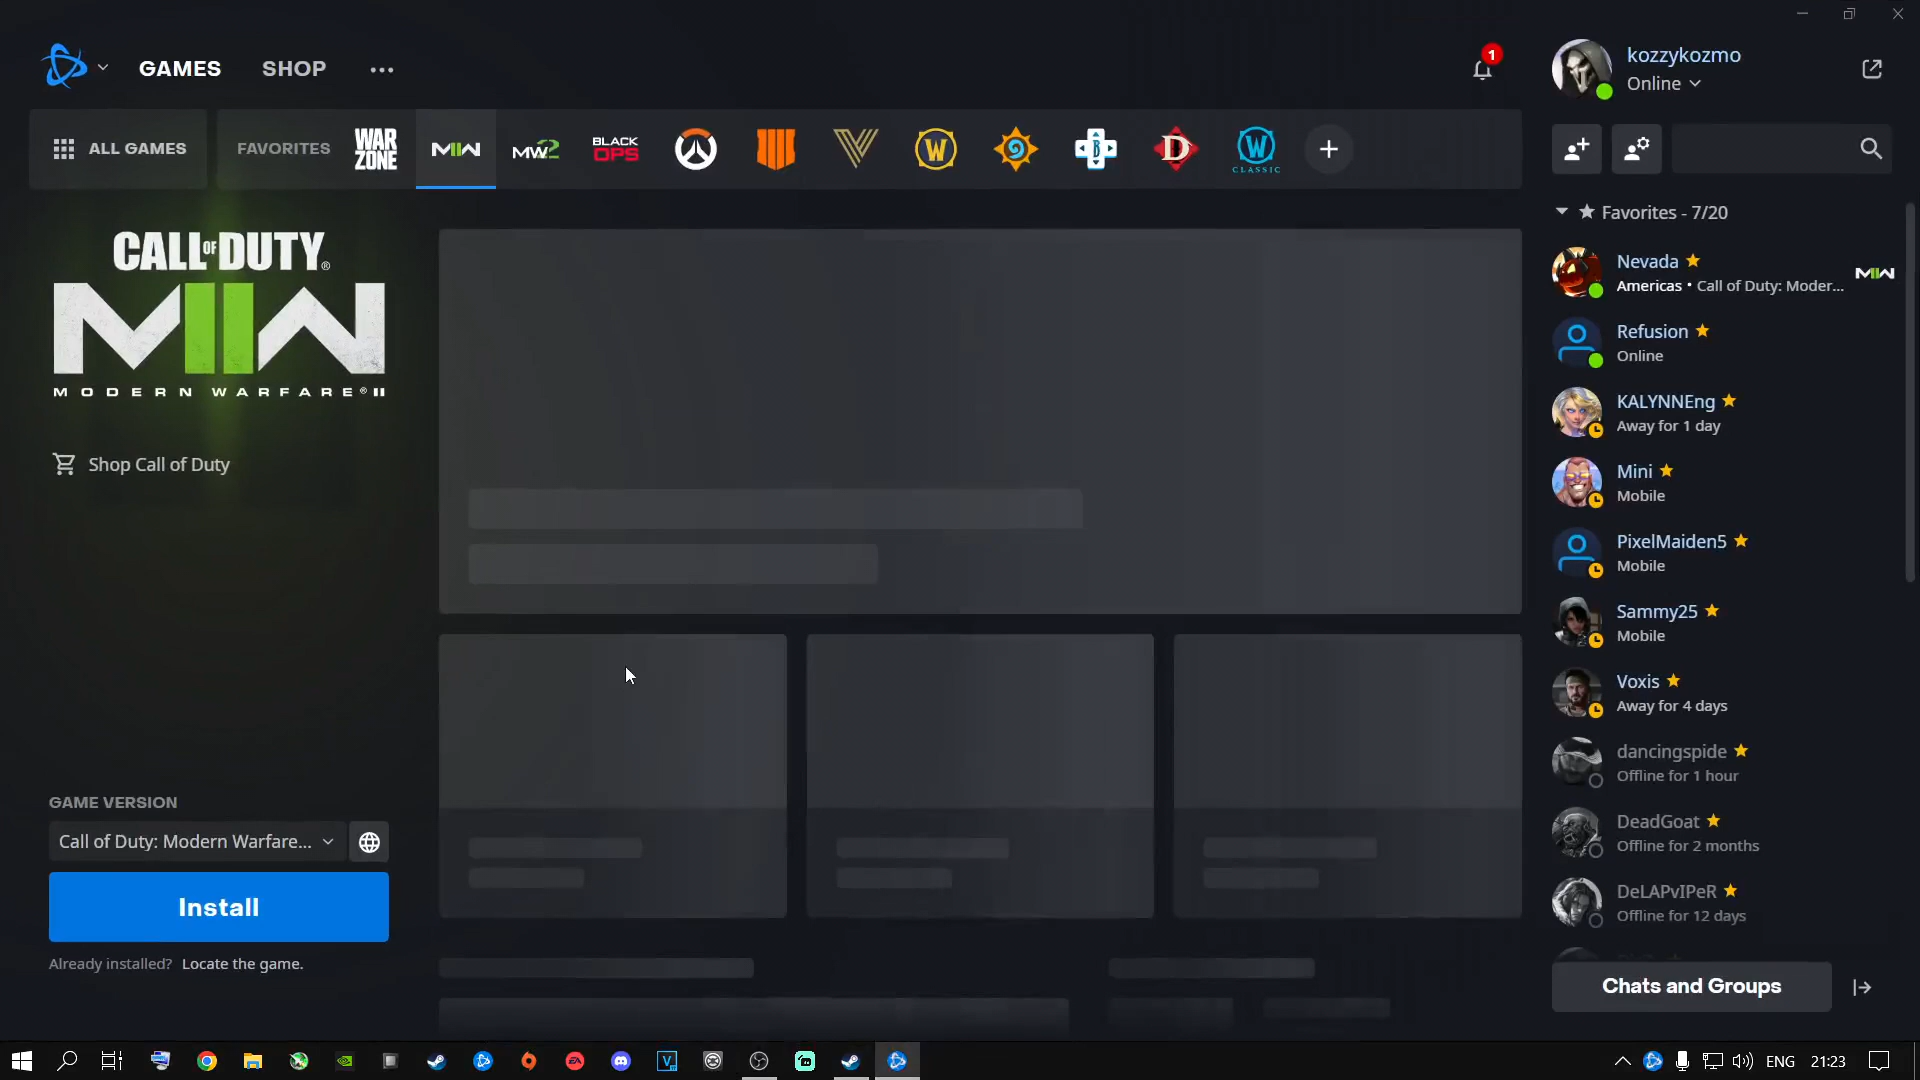 GAMES SHOP ...
1
kozzykozmo
Online
ALL GAMES
FAVORITES
WAR ZONE
MW
MW2
BLACK OPS
W
B
D
W CLASSIC
CALL OF DUTY®
MW
MODERN WARFARE® II
Shop Call of Duty
Favorites - 7/20
Nevada
Americas • Call of Duty: Moder...
MW
Refusion
Online
KALYNNEng
Away for 1 day
Mini
Mobile
PixelMaiden5
Mobile
Sammy25
Mobile
Voxis
Away for 4 days
dancingspide
Offline for 1 hour
DeadGoat
Offline for 2 months
DeLAPvIPeR
Offline for 12 days
GAME VERSION
Call of Duty: Modern Warfare...
Install
Already installed? Locate the game.
Chats and Groups
ENG 21:23